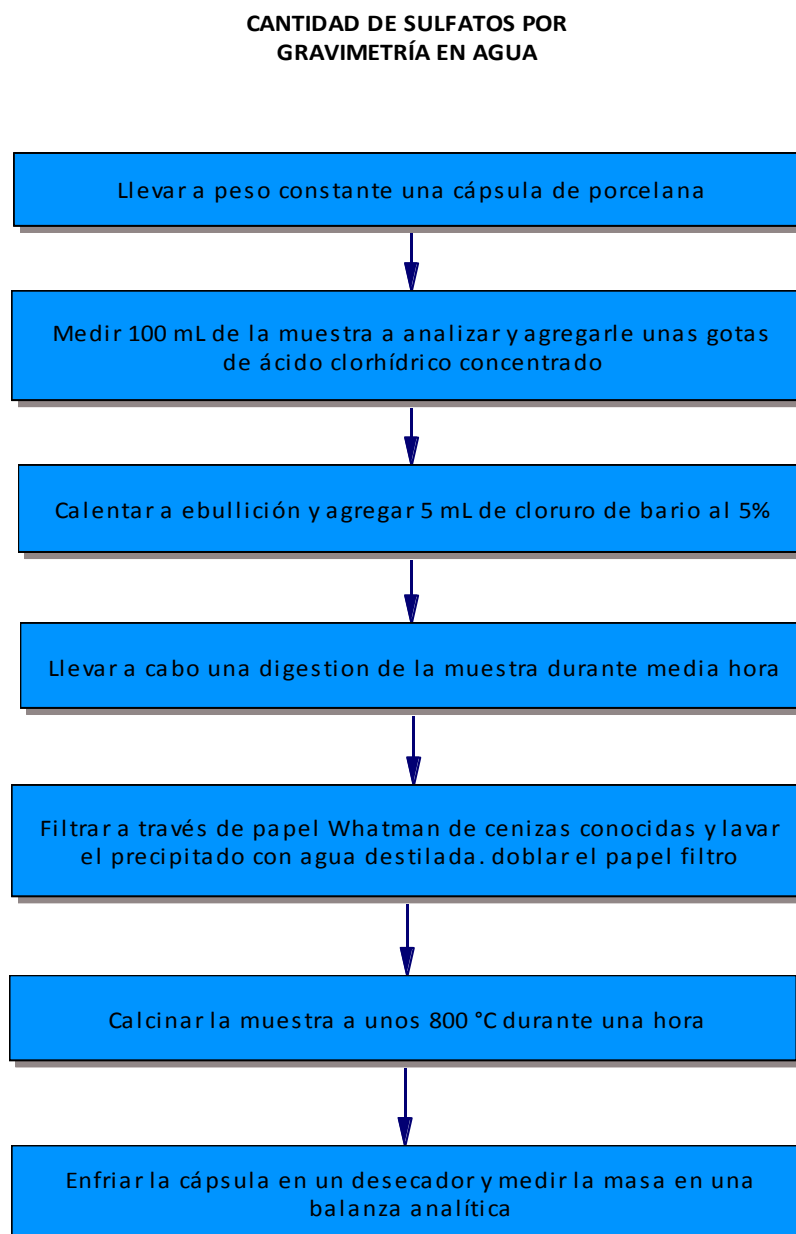 CANTIDAD DE SULFATOS POR
GRAVIMETRÍA EN AGUA
Llevar a peso constante una cápsula de porcelana
Medir 100 mL de la muestra a analizar y agregarle unas gotas
de ácido clorhídrico concentrado
Calentar a ebullición y agregar 5 mL de cloruro de bario al 5%
Llevar a cabo una digestion de la muestra durante media hora
Filtrar a través de papel Whatman de cenizas conocidas y lavar
el precipitado con agua destilada. doblar el papel filtro
Calcinar la muestra a unos 800 °C durante una hora
Enfriar la cápsula en un desecador y medir la masa en una
balanza analítica